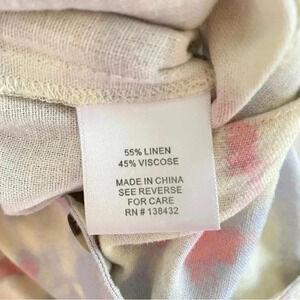 55% LINEN
45% VISCOSE
MADE IN CHINA
SEE REVERSE
FOR CARE
RN # 138432